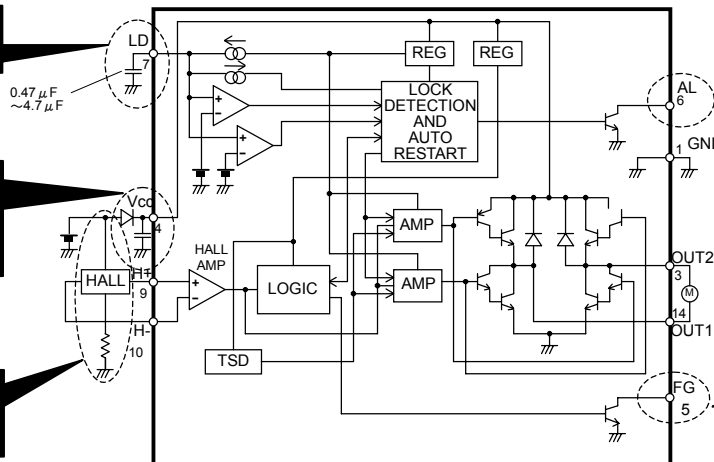 LD
7
0.47μF
~4.7μF
REG
REG
LOCK
DETECTION
AND
AUTO
RESTART
AL
6
1
GND
Vcc
4
HALL
H+
9
H-
10
HALL
AMP
LOGIC
TSD
AMP
AMP
OUT2
3
M
14
OUT1
FG
5